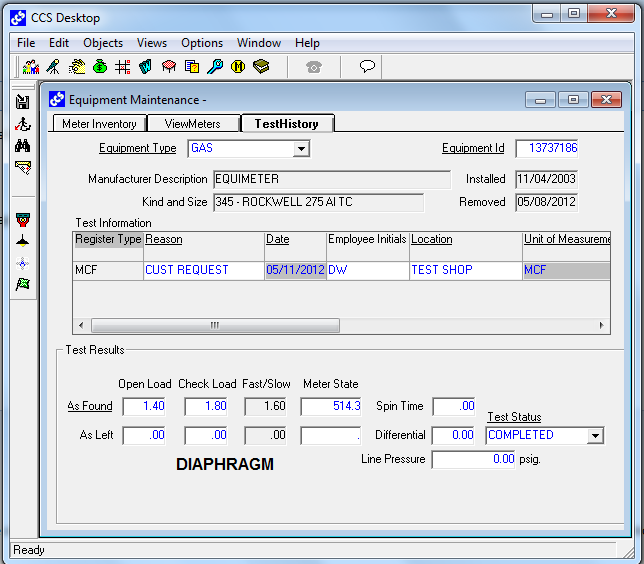 CCS Desktop
File Edit Objects Views Options Window Help
M
Equipment Maintenance -
Meter Inventory ViewMeters TestHistory
Equipment Type GAS Equipment Id 13737186
Manufacturer Description EQUIMETER Installed 11/04/2003
Kind and Size 345 - ROCKWELL 275 AI TC Removed 05/08/2012
Test Information
Register Type Reason Date Employee Initials Location Unit of Measureme
MCF CUST REQUEST 05/11/2012 DW TEST SHOP MCF
Test Results
Open Load Check Load Fast/Slow Meter State
As Found 1.40 1.80 1.60 514.3 Spin Time .00
Test Status
As Left .00 .00 .00 . Differential 0.00 COMPLETED
DIAPHRAGM
Line Pressure 0.00 psig.
Ready